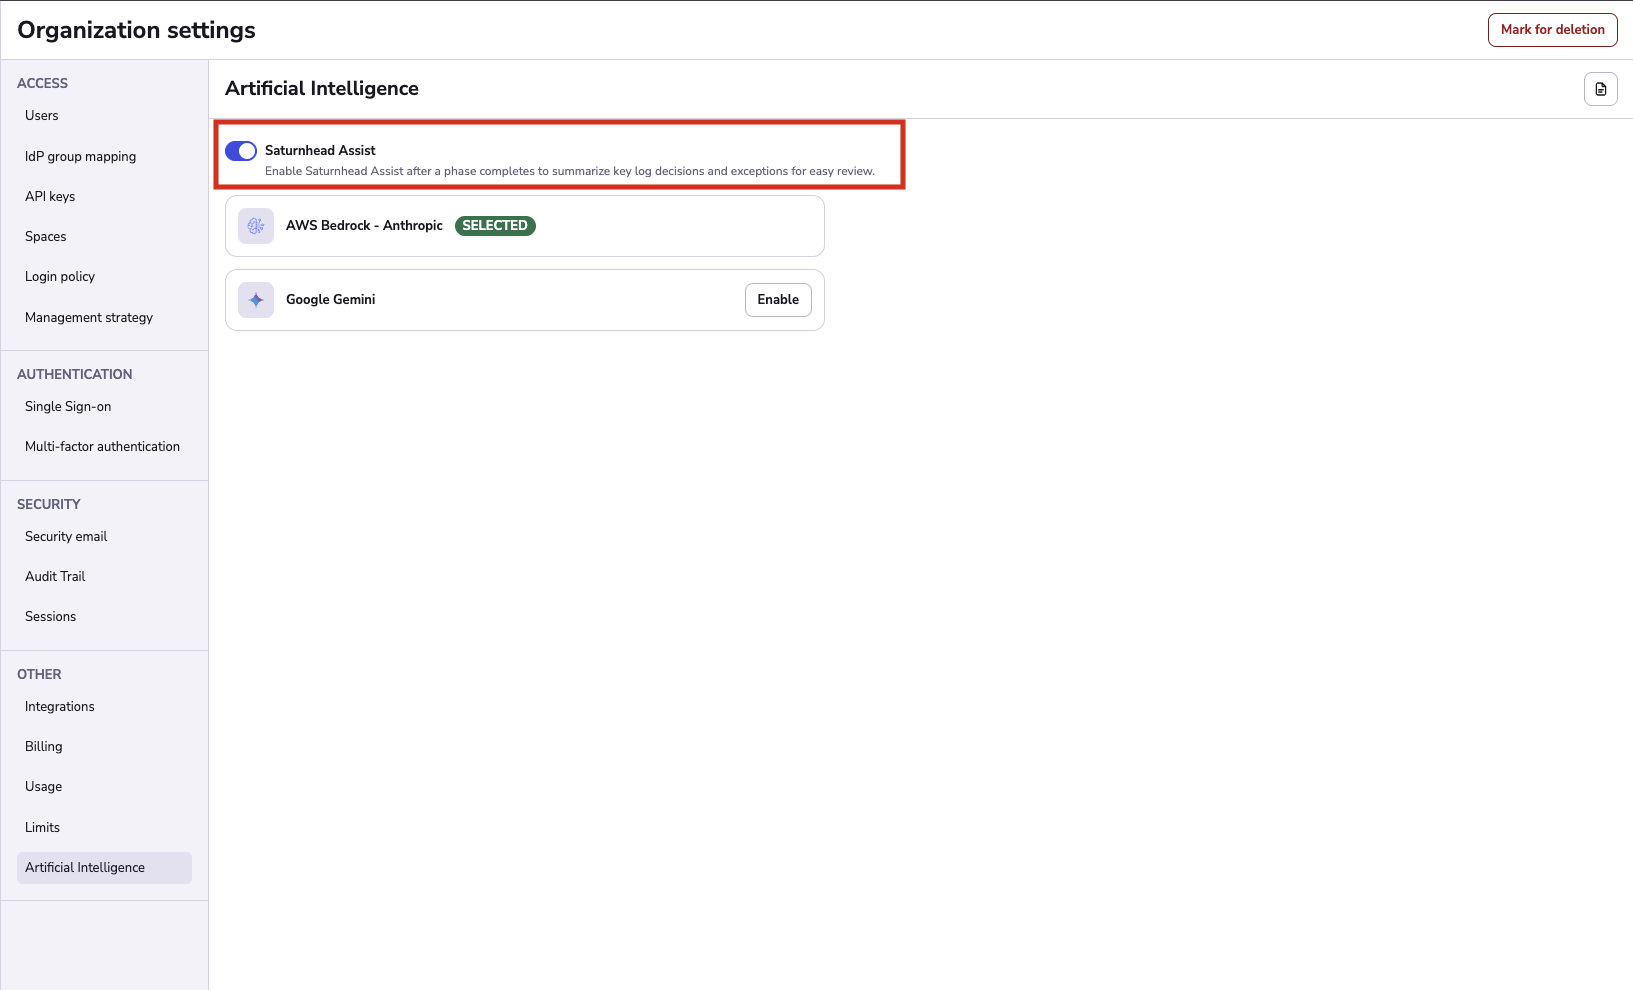 Organization settings
Mark for deletion
ACCESS
Users
IdP group mapping
API keys
Spaces
Login policy
Management strategy
AUTHENTICATION
Single Sign-on
Multi-factor authentication
SECURITY
Security email
Audit Trail
Sessions
OTHER
Integrations
Billing
Usage
Limits
Artificial Intelligence
Artificial Intelligence
Saturnhead Assist
Enable Saturnhead Assist after a phase completes to summarize key log decisions and exceptions for easy review.
AWS Bedrock - Anthropic SELECTED
Google Gemini Enable